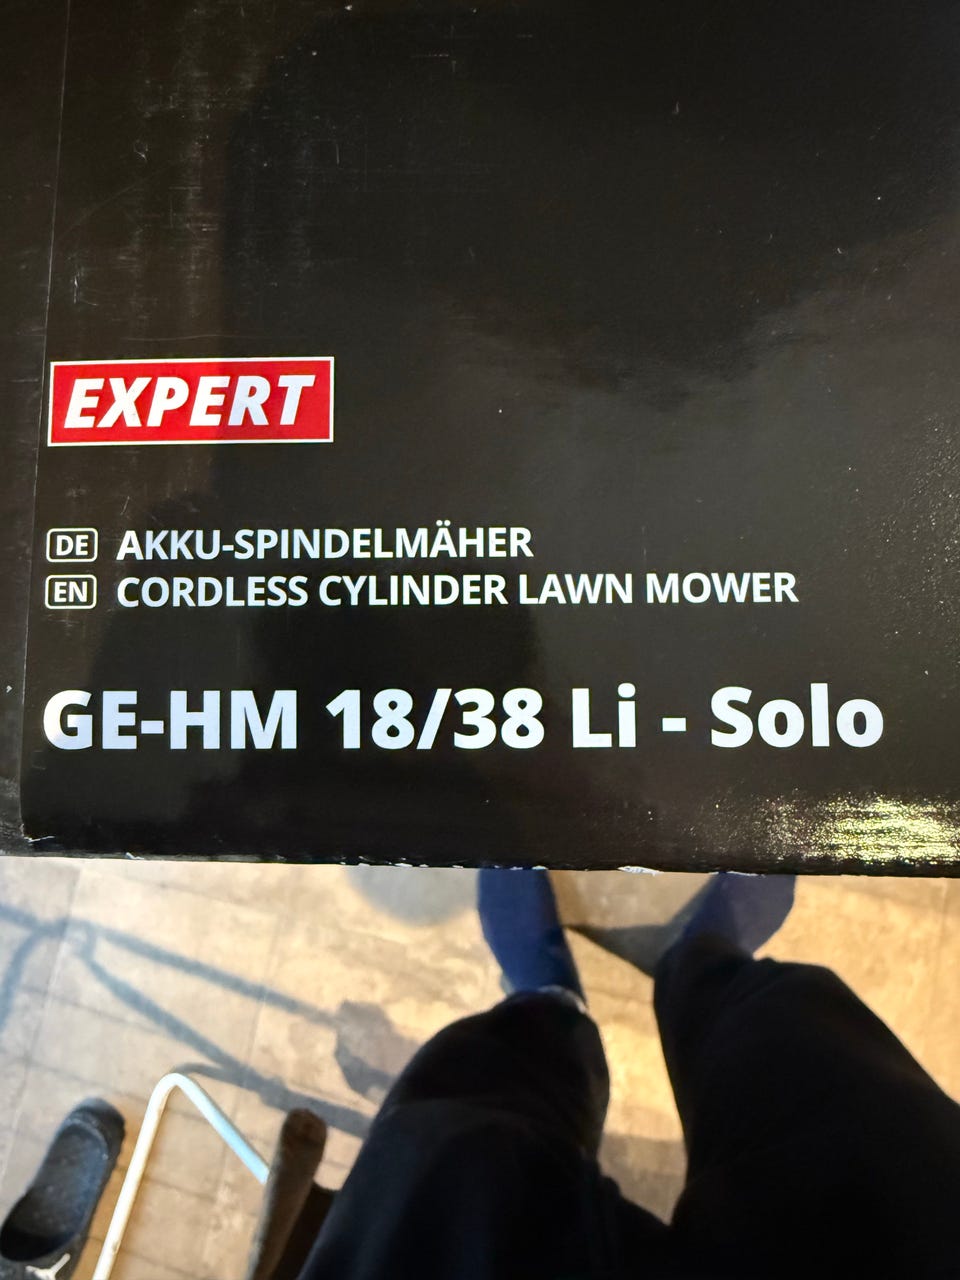 EXPERT
DE AKKU-SPINDELMÄHER
EN CORDLESS CYLINDER LAWN MOWER
GE-HM 18/38 Li - Solo